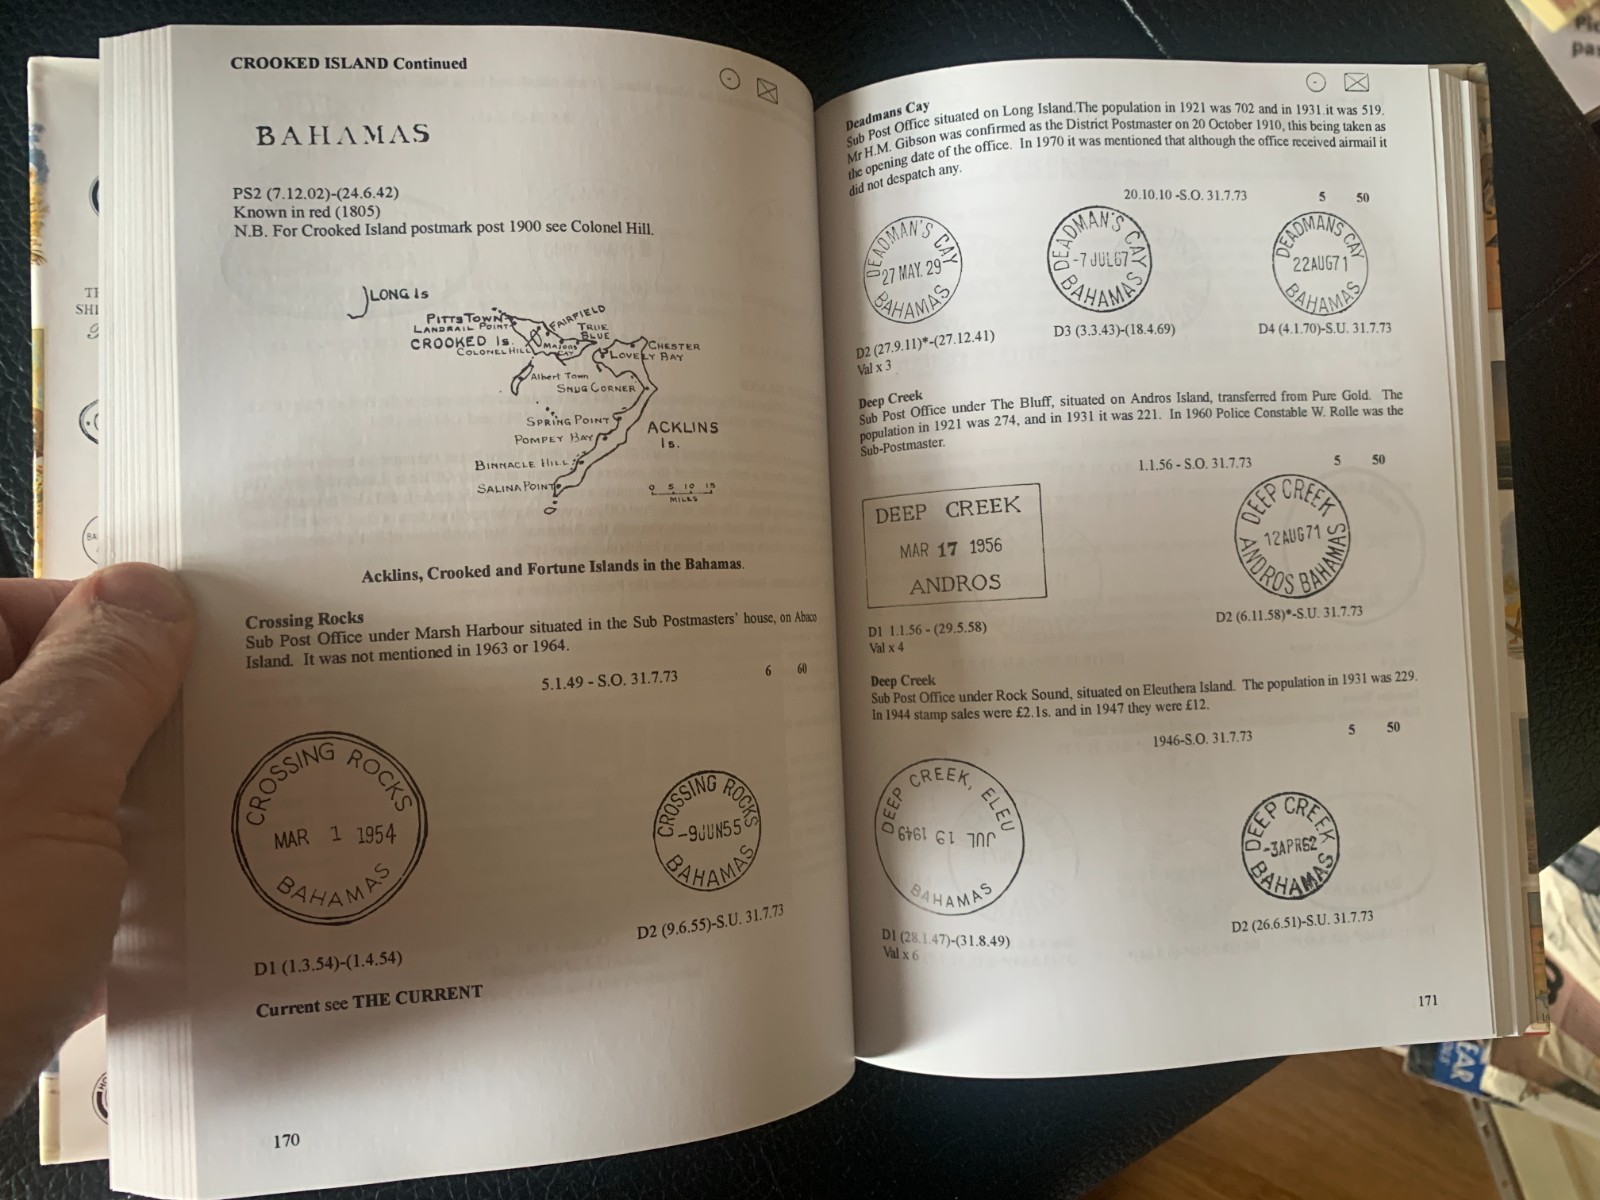 CROOKED ISLAND Continued
BAHAMAS
PS2 (7.12.02)-(24.6.42)
Known in red (1805)
N.B. For Crooked Island postmark post 1900 see Colonel Hill.
LONG Is
PITTS TOWN
FAIRFIELD
LANDRAIL POINT
TRUE
BLUE
CROOKED Is.
MAJORS
CAY
CHESTER
COLONEL HILL
LOVELY BAY
Albert Town
SNUG CORNER
SPRING POINT
ACKLINS
Is.
POMPEY BAY
BINNACLE HILL
SALINA POINT
0 5 10 15
MILES
Acklins, Crooked and Fortune Islands in the Bahamas.
Crossing Rocks
Sub Post Office under Marsh Harbour situated in the Sub Postmasters' house, on Abaco
Island. It was not mentioned in 1963 or 1964.
5.1.49 - S.O. 31.7.73 6 60
CROSSING ROCKS
MAR 1 1954
BAHAMAS
CROSSING ROCKS
-9JUN55
BAHAMAS
D1 (1.3.54)-(1.4.54)
D2 (9.6.55)-S.U. 31.7.73
Current see THE CURRENT
170
Deadmans Cay
Sub Post Office situated on Long Island.The population in 1921 was 702 and in 1931 it was 519.
Mr H.M. Gibson was confirmed as the District Postmaster on 20 October 1910, this being taken as
the opening date of the office. In 1970 it was mentioned that although the office received airmail it
did not despatch any.
20.10.10 -S.O. 31.7.73 5 50
DEADMAN'S CAY
27 MAY. 29
BAHAMAS
DEADMAN'S CAY
-7 JUL67
BAHAMAS
DEADMANS CAY
22AUG71
BAHAMAS
D2 (27.9.11)*-(27.12.41)
Val x 3
D3 (3.3.43)-(18.4.69)
D4 (4.1.70)-S.U. 31.7.73
Deep Creek
Sub Post Office under The Bluff, situated on Andros Island, transferred from Pure Gold. The
population in 1921 was 274, and in 1931 it was 221. In 1960 Police Constable W. Rolle was the
Sub-Postmaster.
1.1.56 - S.O. 31.7.73 5 50
DEEP CREEK
MAR 17 1956
ANDROS
DEEP CREEK
12AUG71
ANDROS BAHAMAS
D1 1.1.56 - (29.5.58)
Val x 4
D2 (6.11.58)*-S.U. 31.7.73
Deep Creek
Sub Post Office under Rock Sound, situated on Eleuthera Island. The population in 1931 was 229.
In 1944 stamp sales were £2.1s. and in 1947 they were £12.
1946-S.O. 31.7.73 5 50
DEEP CREEK, ELEU
JUL 19 1949
BAHAMAS
DEEP CREEK
-3APR62
BAHAMAS
D1 (28.1.47)-(31.8.49)
Val x 6
D2 (26.6.51)-S.U. 31.7.73
171